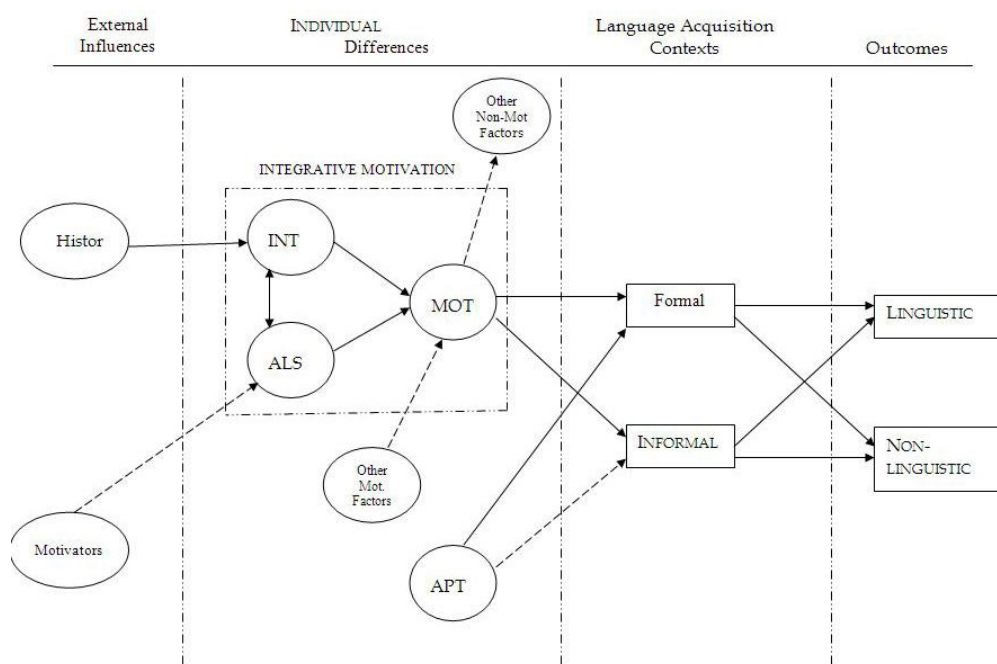 External
Influences
INDIVIDUAL
Differences
Language Acquisition
Contexts
Outcomes
Other
Non-Mot
Factors
INTEGRATIVE MOTIVATION
Histor
INT
MOT
Formal
LINGUISTIC
ALS
INFORMAL
NON-
LINGUISTIC
Other
Mot.
Factors
Motivators
APT